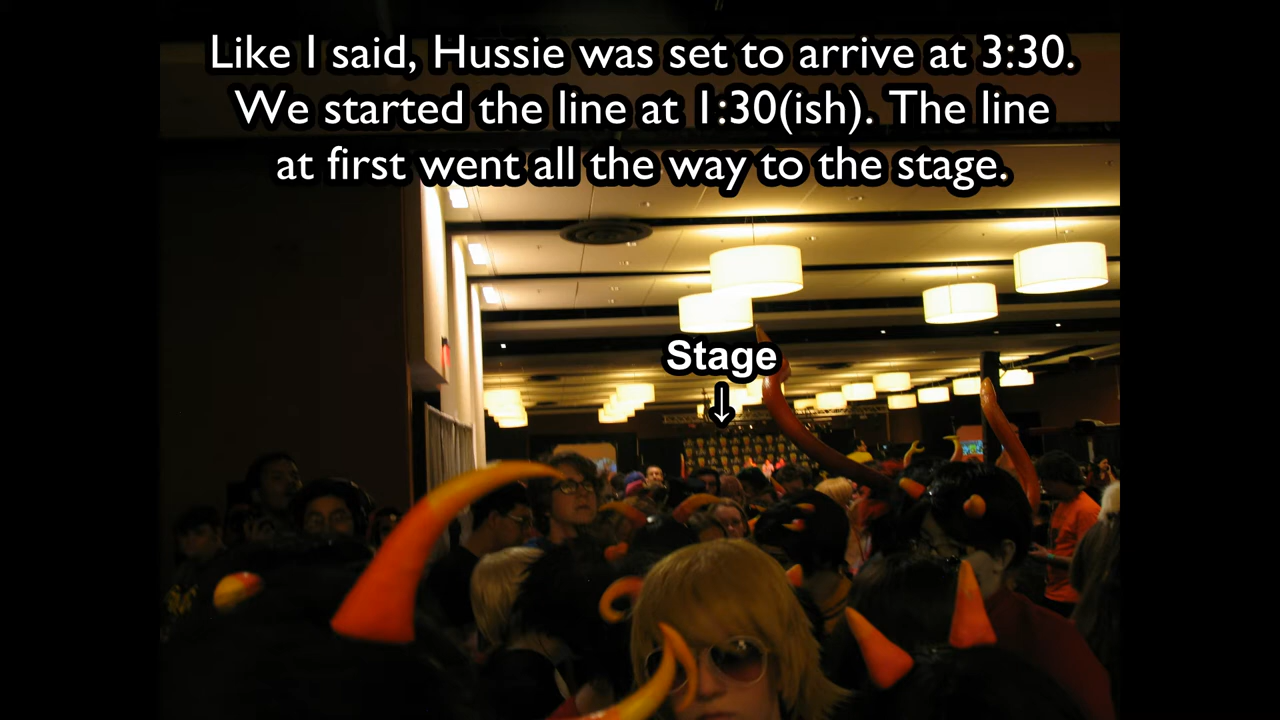 Like I said, Hussie was set to arrive at 3:30.
We started the line at 1:30(ish). The line
at first went all the way to the stage.
Stage